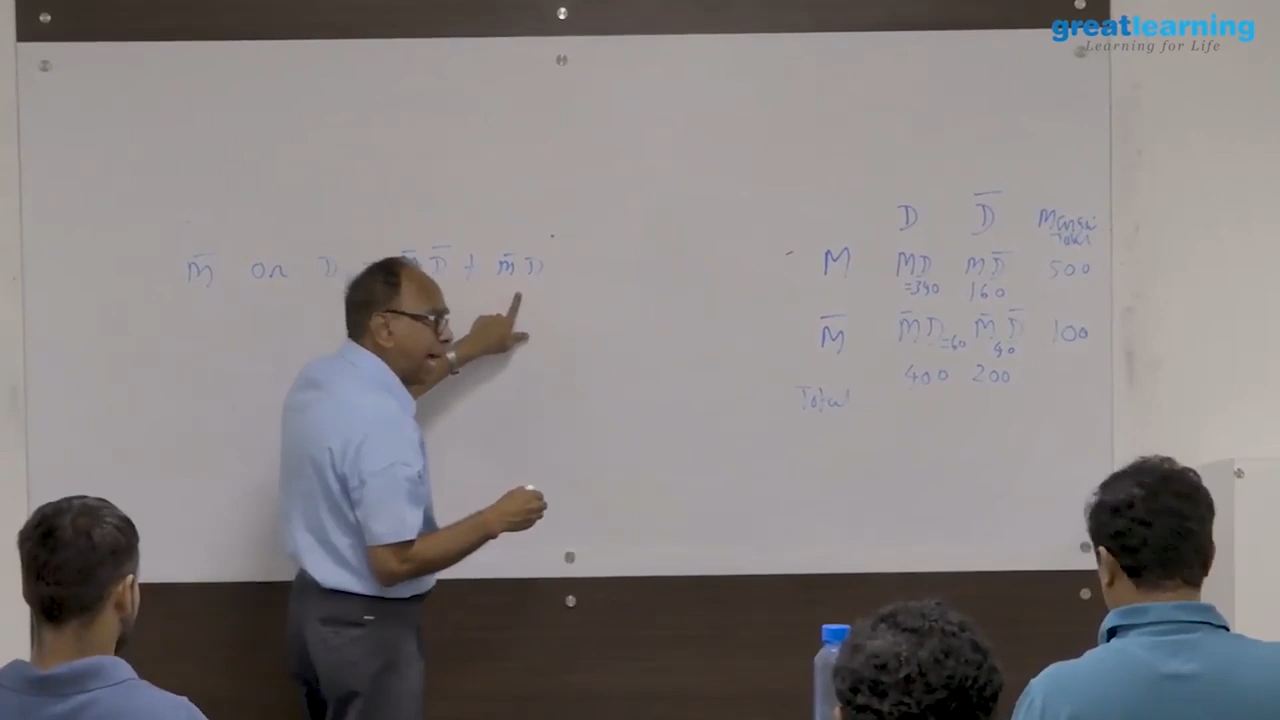 greatlearning
Learning for Life
M̄ or D M̄ D̄ + M̄ D
D D̄
M MD MD̄ 500
=340 160
M̄ M̄D M̄D̄ 100
=60 40
400 200
Total